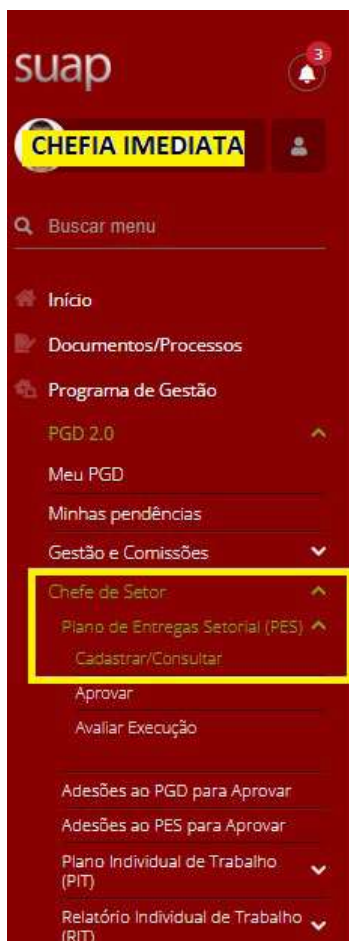 suap
3
CHEFIA IMEDIATA
Buscar menu
Início
Documentos/Processos
Programa de Gestão
PGD 2.0
Meu PGD
Minhas pendências
Gestão e Comissões
Chefe de Setor
Plano de Entregas Setorial (PES)
Cadastrar/Consultar
Aprovar
Avaliar Execução
Adesões ao PGD para Aprovar
Adesões ao PES para Aprovar
Plano Individual de Trabalho
(PIT)
Relatório Individual de Trabalho
(RIT)